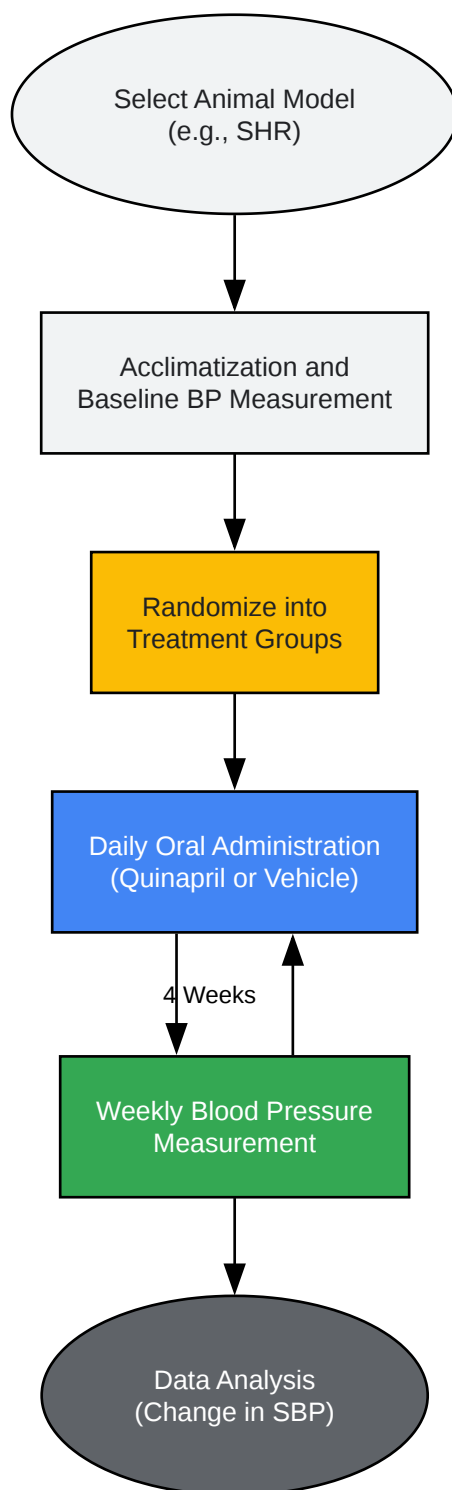 Select Animal Model
(e.g., SHR)
Acclimatization and
Baseline BP Measurement
Randomize into
Treatment Groups
Daily Oral Administration
(Quinapril or Vehicle)
4 Weeks
Weekly Blood Pressure
Measurement
Data Analysis
(Change in SBP)